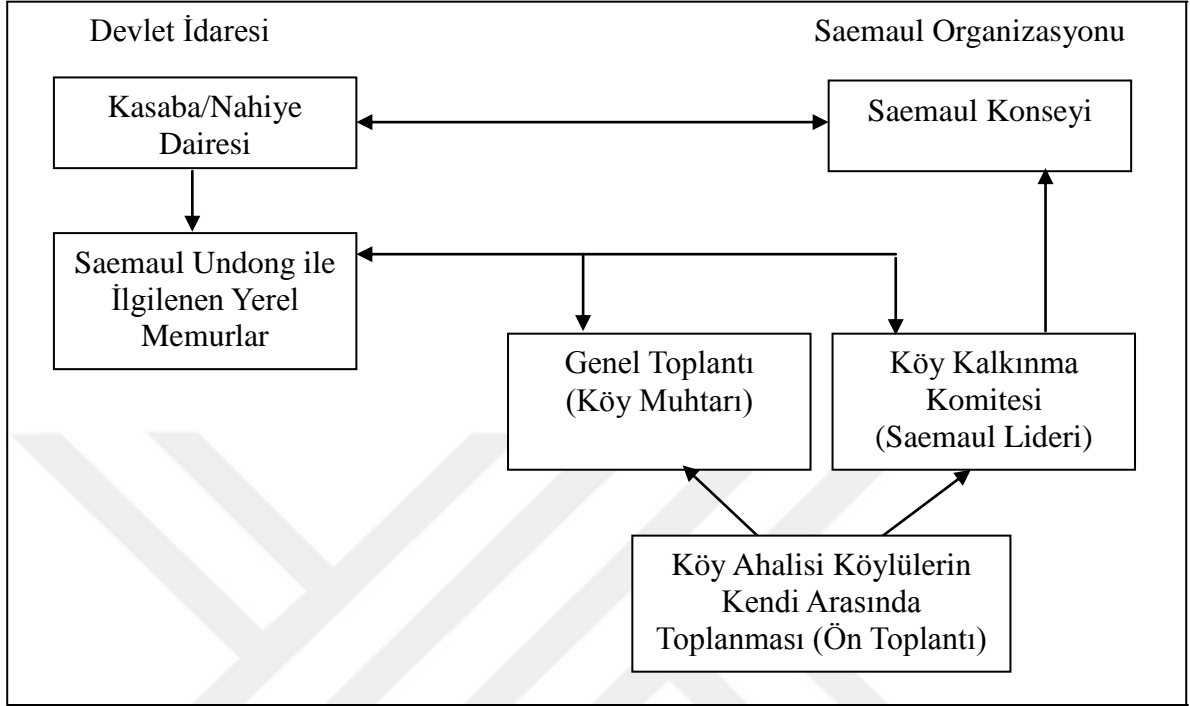 Devlet İdaresi
Saemaul Organizasyonu
Kasaba/Nahiye
Dairesi
Saemaul Konseyi
Saemaul Undong ile
İlgilenen Yerel
Memurlar
Genel Toplantı
(Köy Muhtarı)
Köy Kalkınma
Komitesi
(Saemaul Lideri)
Köy Ahalisi Köylülerin
Kendi Arasında
Toplanması (Ön Toplantı)